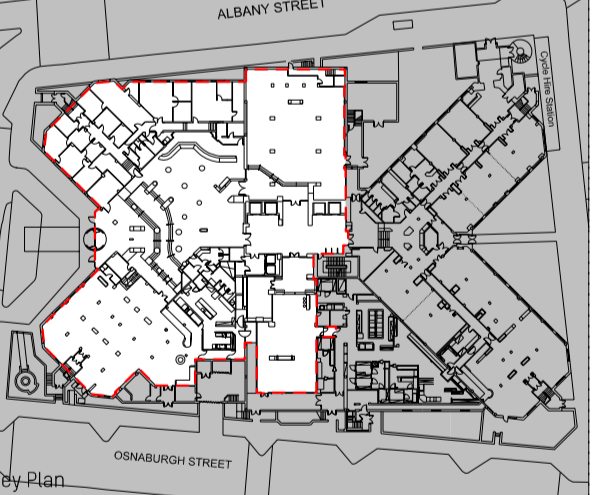 ALBANY STREET
Cycle Hire Station
OSNABURGH STREET
ey Plan